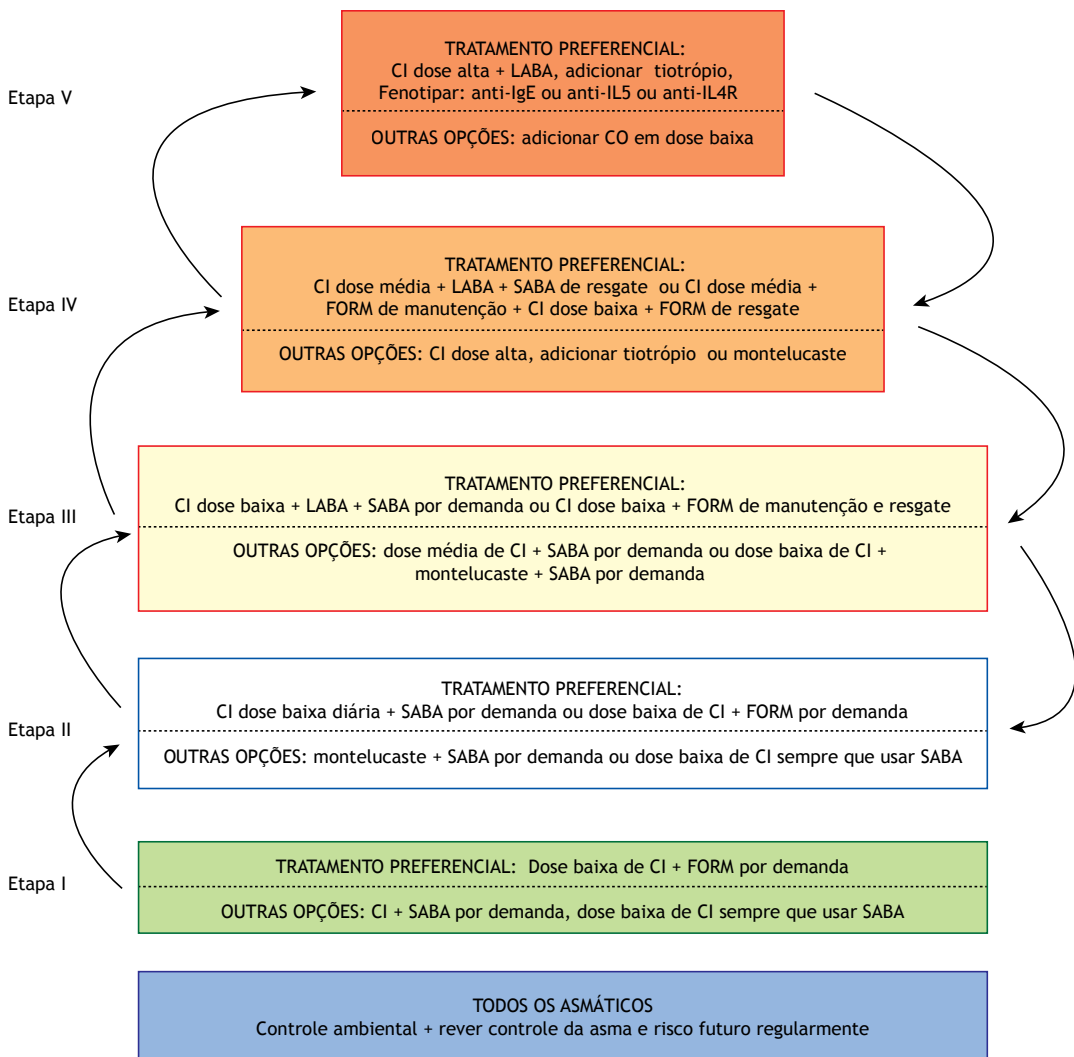 Etapa V
TRATAMENTO PREFERENCIAL:
CI dose alta + LABA, adicionar tiotrópio,
Fenotipar: anti-IgE ou anti-IL5 ou anti-IL4R
OUTRAS OPÇÕES: adicionar CO em dose baixa
Etapa IV
TRATAMENTO PREFERENCIAL:
CI dose média + LABA + SABA de resgate ou CI dose média +
FORM de manutenção + CI dose baixa + FORM de resgate
OUTRAS OPÇÕES: CI dose alta, adicionar tiotrópio ou montelucaste
Etapa III
TRATAMENTO PREFERENCIAL:
CI dose baixa + LABA + SABA por demanda ou CI dose baixa + FORM de manutenção e resgate
OUTRAS OPÇÕES: dose média de CI + SABA por demanda ou dose baixa de CI +
montelucaste + SABA por demanda
Etapa II
TRATAMENTO PREFERENCIAL:
CI dose baixa diária + SABA por demanda ou dose baixa de CI + FORM por demanda
OUTRAS OPÇÕES: montelucaste + SABA por demanda ou dose baixa de CI sempre que usar SABA
Etapa I
TRATAMENTO PREFERENCIAL: Dose baixa de CI + FORM por demanda
OUTRAS OPÇÕES: CI + SABA por demanda, dose baixa de CI sempre que usar SABA
TODOS OS ASMÁTICOS
Controle ambiental + rever controle da asma e risco futuro regularmente